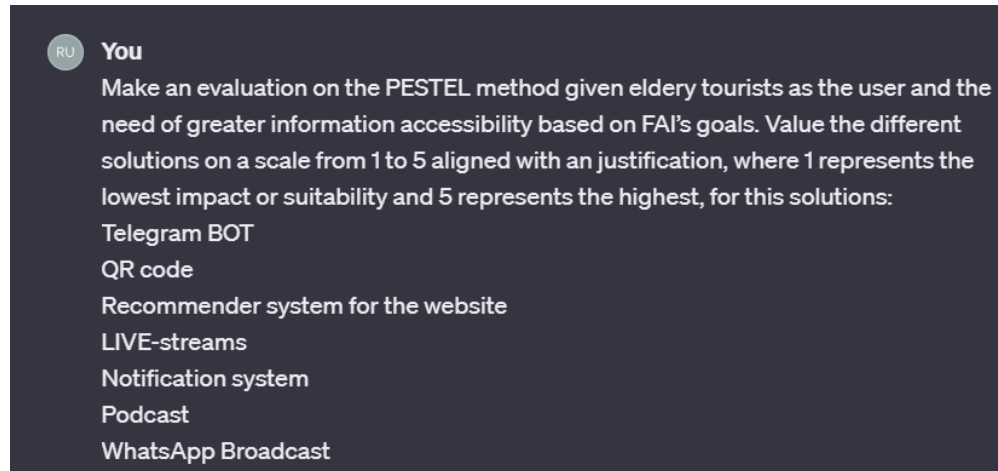 RU You
Make an evaluation on the PESTEL method given eldery tourists as the user and the
need of greater information accessibility based on FAI's goals. Value the different
solutions on a scale from 1 to 5 aligned with an justification, where 1 represents the
lowest impact or suitability and 5 represents the highest, for this solutions:
Telegram BOT
QR code
Recommender system for the website
LIVE-streams
Notification system
Podcast
WhatsApp Broadcast